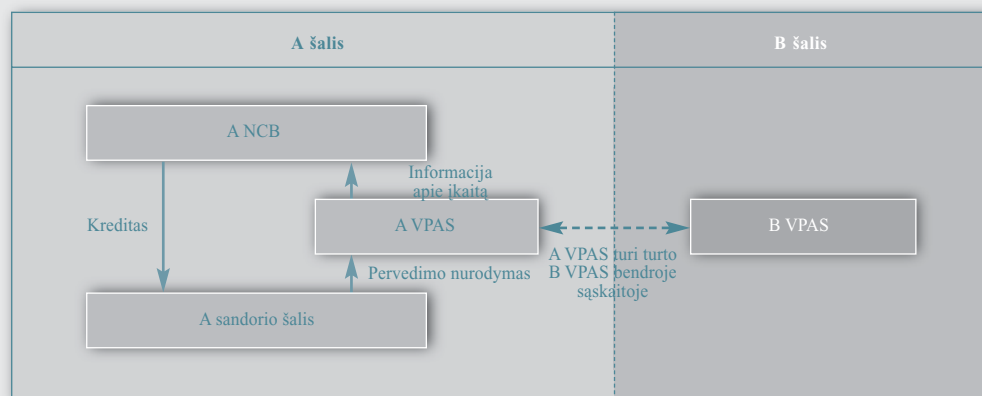 A šalis
B šalis
A NCB
Informacija
apie įkaitą
Kreditas
A VPAS
B VPAS
A VPAS turi turto
B VPAS bendroje
sąskaitoje
Pervedimo nurodymas
A sandorio šalis